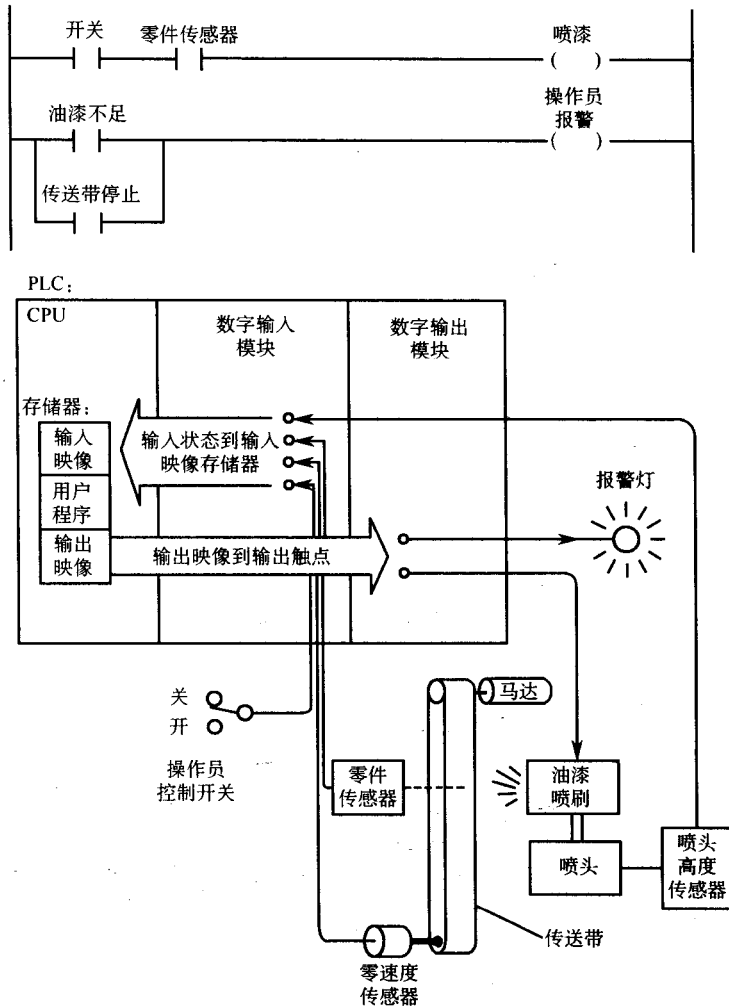 开关
零件传感器
喷漆
油漆不足
操作员
报警
传送带停止
PLC:
CPU
数字输入
模块
数字输出
模块
存储器:
输入
映像
用户
程序
输出
映像
输入状态到输入
映像存储器
输出映像到输出触点
报警灯
关
开
操作员
控制开关
马达
零件
传感器
油漆
喷刷
喷头
喷头
高度
传感器
传送带
零速度
传感器